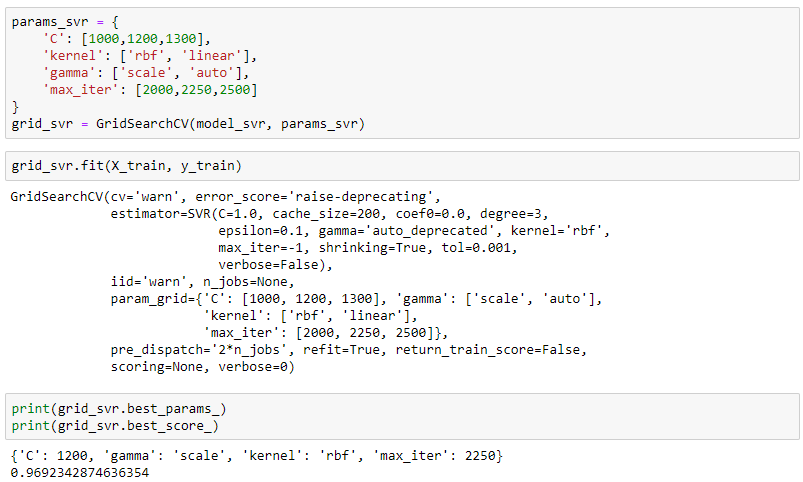 params_svr = {
    'C': [1000,1200,1300],
    'kernel': ['rbf', 'linear'],
    'gamma': ['scale', 'auto'],
    'max_iter': [2000,2250,2500]
}
grid_svr = GridSearchCV(model_svr, params_svr)
grid_svr.fit(X_train, y_train)
GridSearchCV(cv='warn', error_score='raise-deprecating',
             estimator=SVR(C=1.0, cache_size=200, coef0=0.0, degree=3,
                           epsilon=0.1, gamma='auto_deprecated', kernel='rbf',
                           max_iter=-1, shrinking=True, tol=0.001,
                           verbose=False),
             iid='warn', n_jobs=None,
             param_grid={'C': [1000, 1200, 1300], 'gamma': ['scale', 'auto'],
                         'kernel': ['rbf', 'linear'],
                         'max_iter': [2000, 2250, 2500]},
             pre_dispatch='2*n_jobs', refit=True, return_train_score=False,
             scoring=None, verbose=0)
print(grid_svr.best_params_)
print(grid_svr.best_score_)
{'C': 1200, 'gamma': 'scale', 'kernel': 'rbf', 'max_iter': 2250}
0.9692342874636354